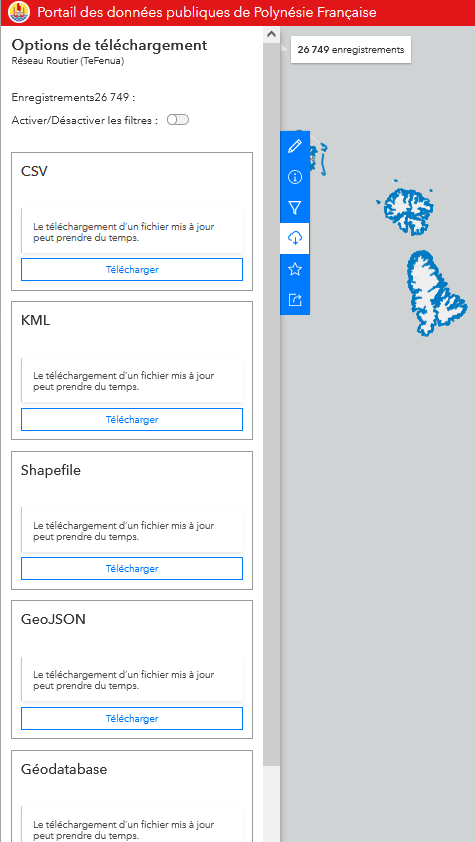 Portail des données publiques de Polynésie Française
Options de téléchargement
Réseau Routier (TeFenua)
26 749 enregistrements
Enregistrements26 749 :
Activer/Désactiver les filtres :
CSV
Le téléchargement d'un fichier mis à jour
peut prendre du temps.
Télécharger
KML
Le téléchargement d'un fichier mis à jour
peut prendre du temps.
Télécharger
Shapefile
Le téléchargement d'un fichier mis à jour
peut prendre du temps.
Télécharger
GeoJSON
Le téléchargement d'un fichier mis à jour
peut prendre du temps.
Télécharger
Géodatabase
Le téléchargement d'un fichier mis à jour
peut prendre du temps.